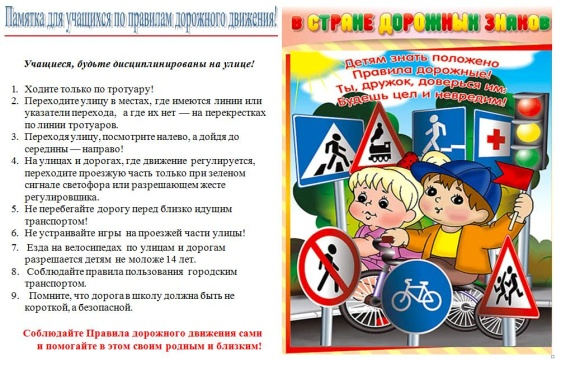 Памятка для учащихся по правилам дорожного движения!
Учащиеся, будьте дисциплинированы на улице!
1. Ходите только по тротуару!
2. Переходите улицу в местах, где имеются линии или
указатели перехода, а где их нет — на перекрестках
по линии тротуаров.
3. Переходя улицу, посмотрите налево, а дойдя до
середины — направо!
4. На улицах и дорогах, где движение регулируется,
переходите проезжую часть только при зеленом
сигнале светофора или разрешающем жесте
регулировщика.
5. Не перебегайте дорогу перед близко идущим
транспортом!
6. Не устраивайте игры на проезжей части улицы!
7. Езда на велосипедах по улицам и дорогам
разрешается детям не моложе 14 лет.
8. Соблюдайте правила пользования городским
транспортом.
9. Помните, что дорога в школу должна быть не
короткой, а безопасной.
Соблюдайте Правила дорожного движения сами
и помогайте в этом своим родным и близким!
В СТРАНЕ ДОРОЖНЫХ ЗНАКОВ
Детям знать положено
Правила дорожные!
Ты, дружок, доверься им:
Будешь цел и невредим!